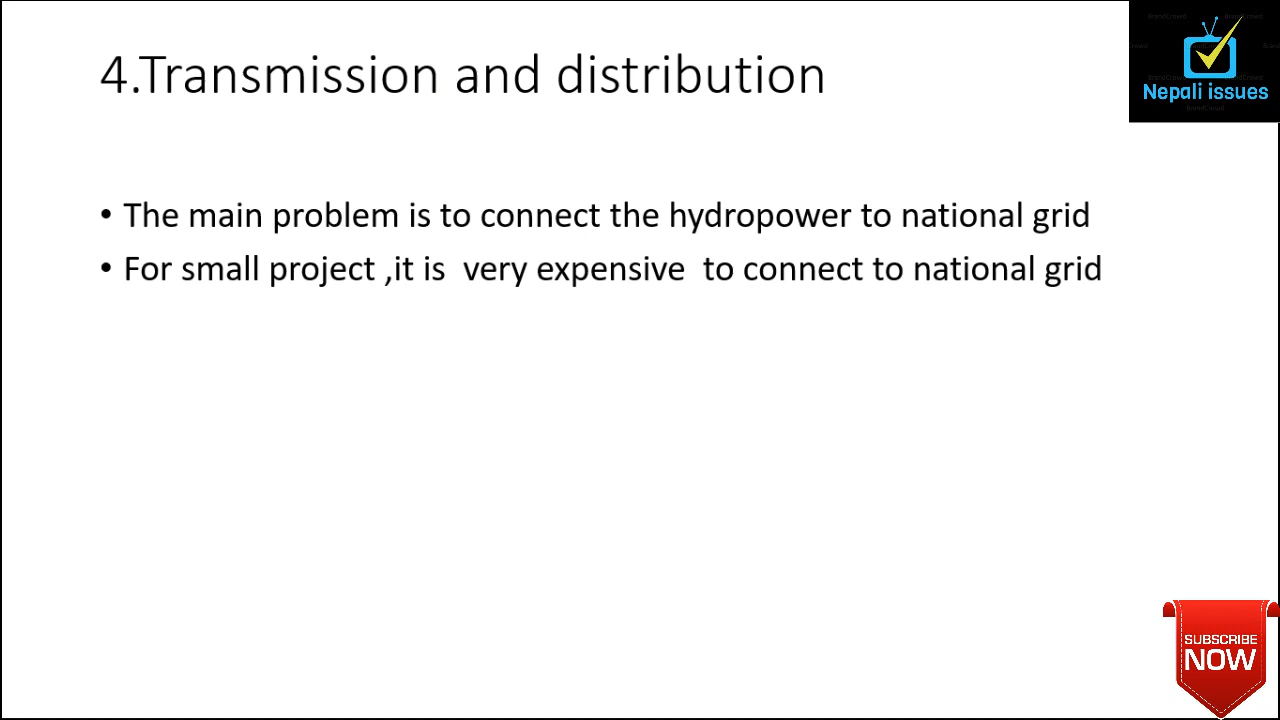 4.Transmission and distribution
Nepali issues
• The main problem is to connect the hydropower to national grid
• For small project ,it is  very expensive  to connect to national grid
SUBSCRIBE
NOW